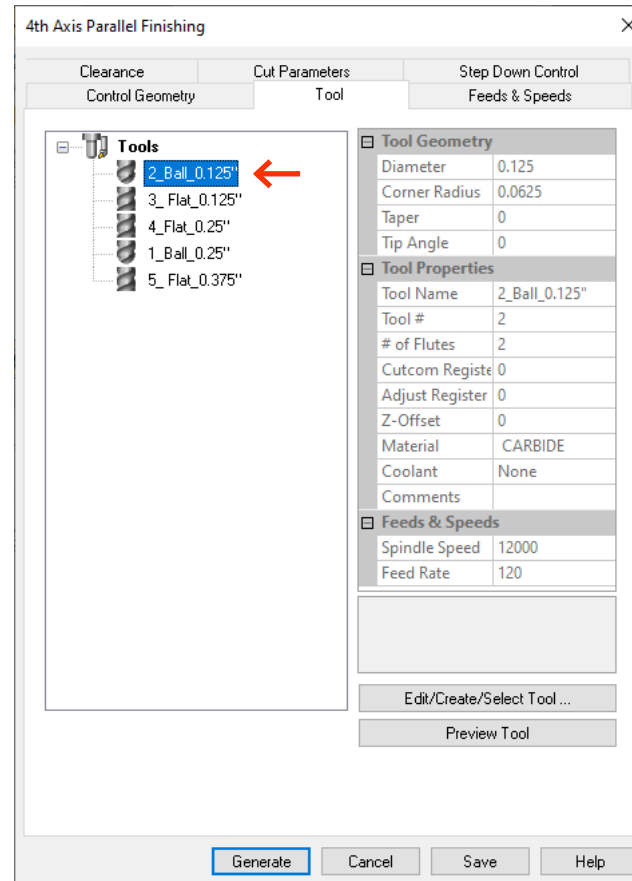 4th Axis Parallel Finishing
Clearance
Cut Parameters
Step Down Control
Control Geometry
Tool
Feeds & Speeds
Tools
2_Ball_0.125"
3_ Flat_0.125"
4_Flat_0.25"
1_Ball_0.25"
5_ Flat_0.375"
Tool Geometry
Diameter 0.125
Corner Radius 0.0625
Taper 0
Tip Angle 0
Tool Properties
Tool Name 2_Ball_0.125"
Tool # 2
# of Flutes 2
Cutcom Registe 0
Adjust Register 0
Z-Offset 0
Material CARBIDE
Coolant None
Comments
Feeds & Speeds
Spindle Speed 12000
Feed Rate 120
Edit/Create/Select Tool ...
Preview Tool
Generate Cancel Save Help